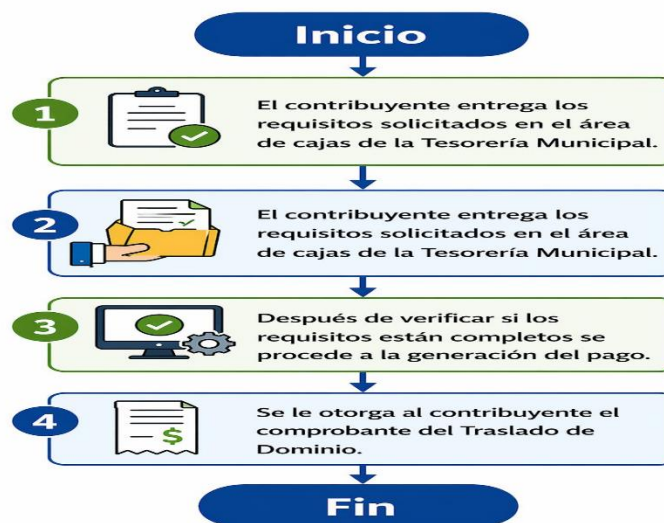 Inicio
1
El contribuyente entrega los
requisitos solicitados en el área
de cajas de la Tesorería Municipal.
2
El contribuyente entrega los
requisitos solicitados en el área
de cajas de la Tesorería Municipal.
3
Después de verificar si los
requisitos están completos se
procede a la generación del pago.
4
$
Se le otorga al contribuyente el
comprobante del Traslado de
Dominio.
Fin